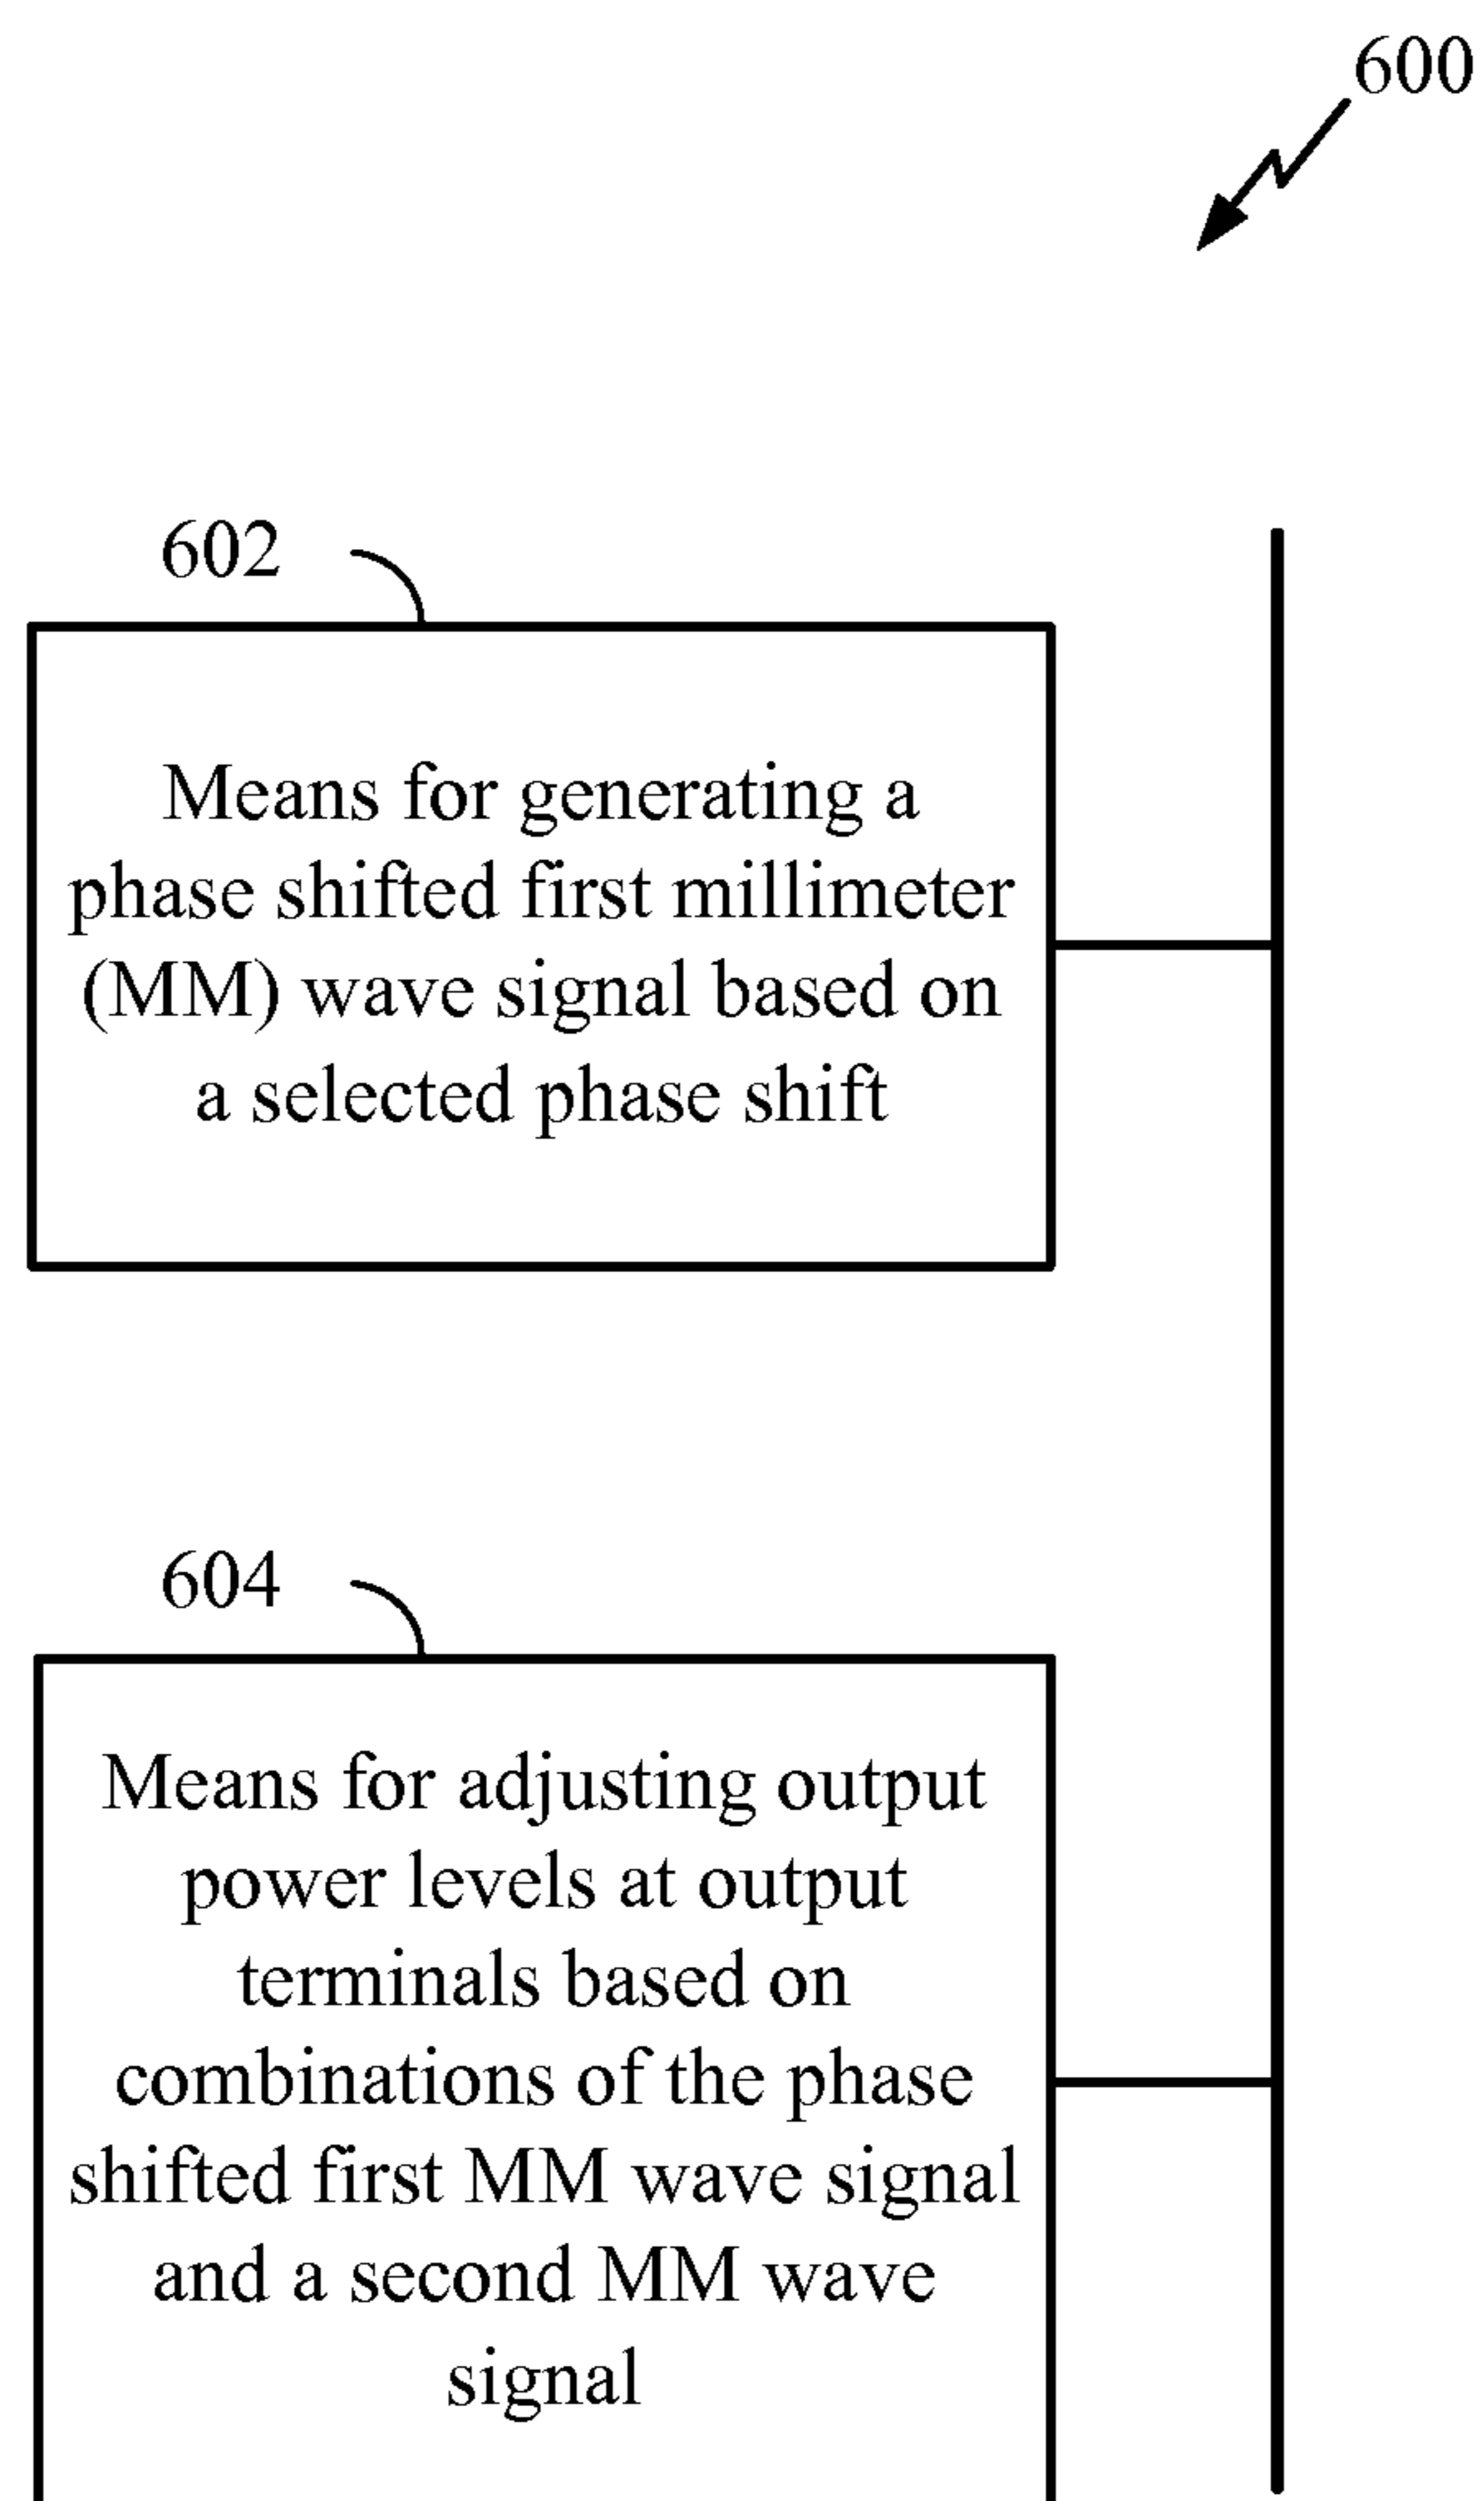 600
602
Means for generating a
phase shifted first millimeter
(MM) wave signal based on
a selected phase shift
604
Means for adjusting output
power levels at output
terminals based on
combinations of the phase
shifted first MM wave signal
and a second MM wave
signal